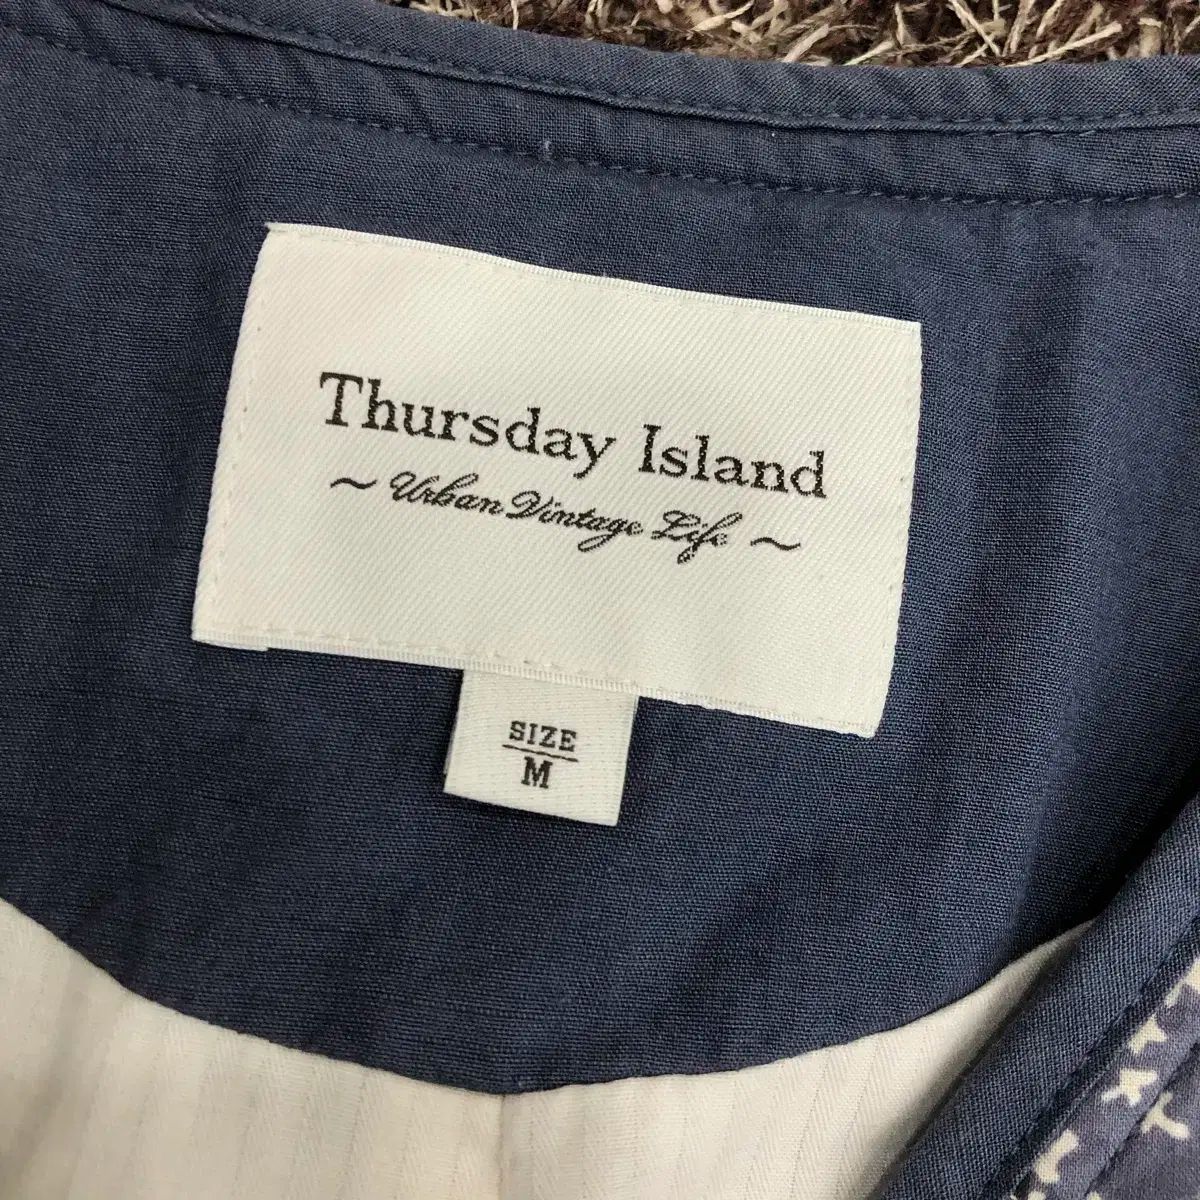 Thursday Island
~ Urban Vintage Life ~
SIZE
M